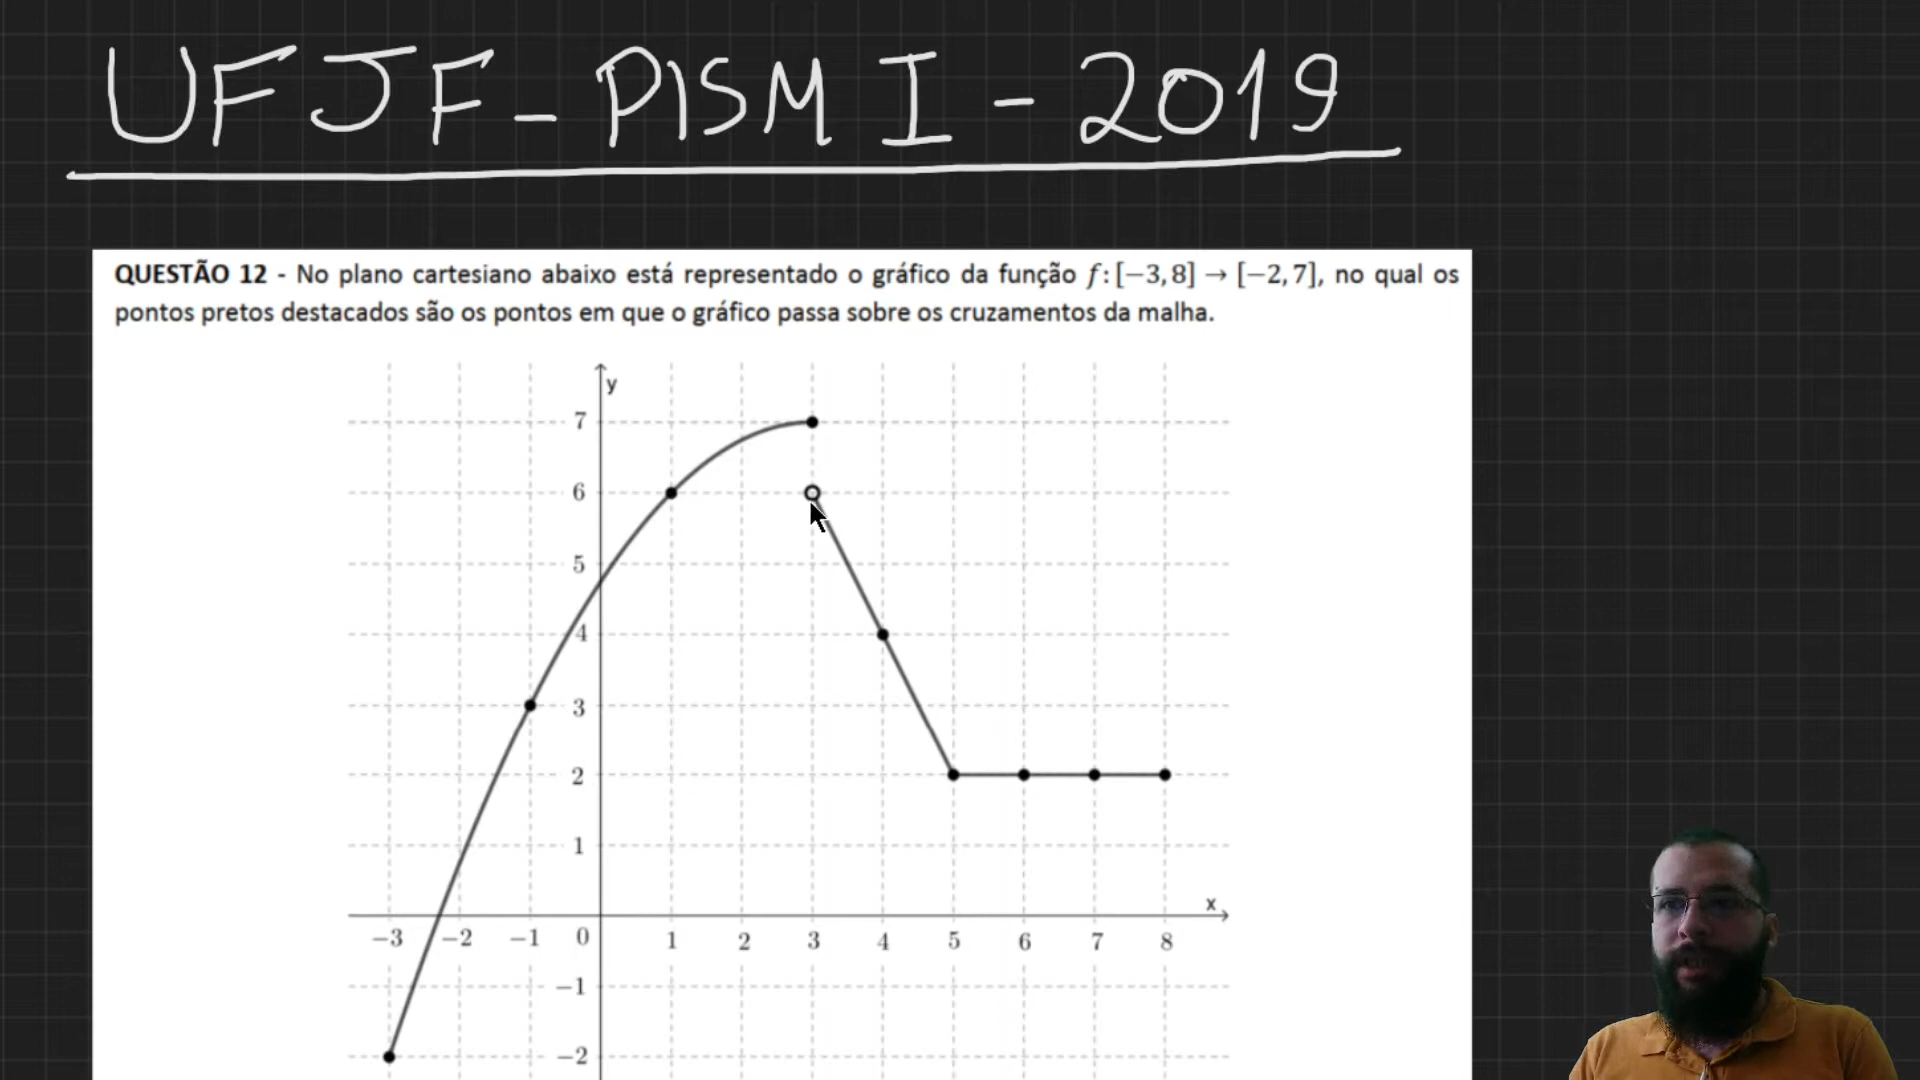 UFJF - PISM I - 2019
QUESTÃO 12 - No plano cartesiano abaixo está representado o gráfico da função f: [−3, 8] → [−2, 7], no qual os
pontos pretos destacados são os pontos em que o gráfico passa sobre os cruzamentos da malha.
y
7
6
5
4
3
2
1
x
−3 −2 −1 0 1 2 3 4 5 6 7 8
−1
−2